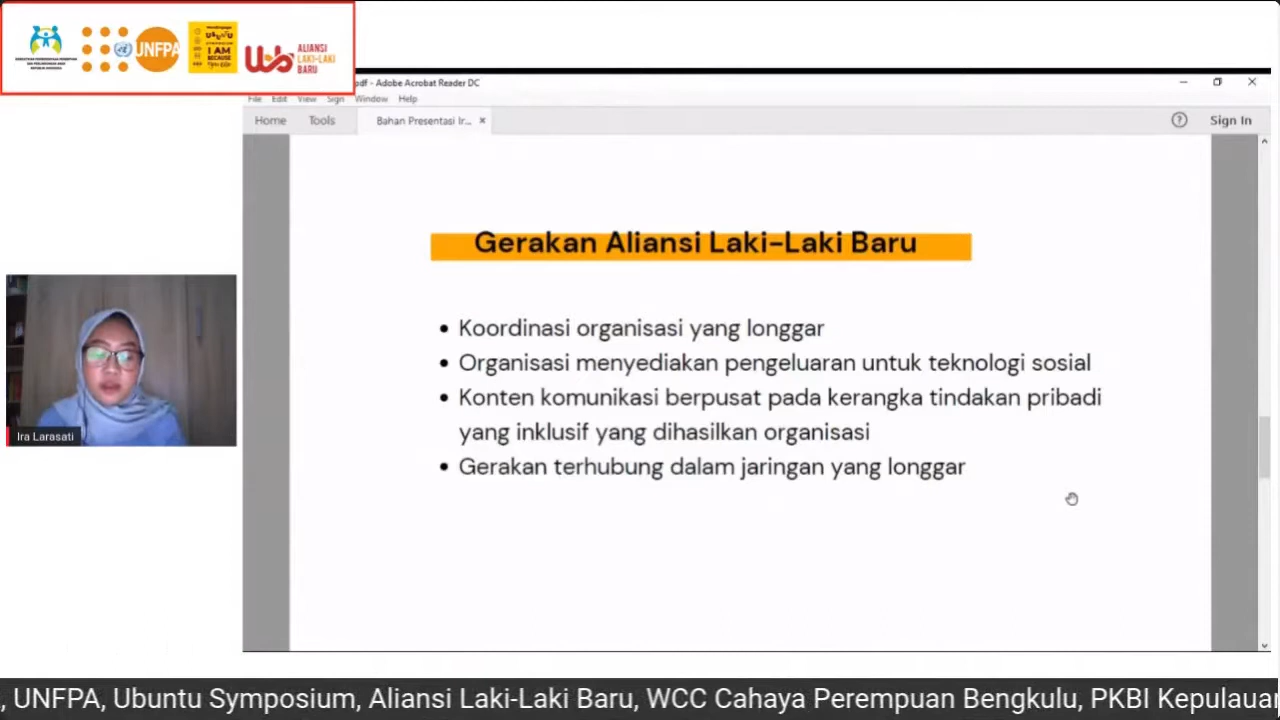 UNFPA
I AM
BECAUSE
ALIANSI
LAKI-LAKI
BARU
pdf - Adobe Acrobat Reader DC
File Edit View Sign Window Help
Home Tools Bahan Presentasi Ir... × Sign In
Gerakan Aliansi Laki-Laki Baru
• Koordinasi organisasi yang longgar
• Organisasi menyediakan pengeluaran untuk teknologi sosial
• Konten komunikasi berpusat pada kerangka tindakan pribadi
yang inklusif yang dihasilkan organisasi
• Gerakan terhubung dalam jaringan yang longgar
Ira Larasati
, UNFPA, Ubuntu Symposium, Aliansi Laki-Laki Baru, WCC Cahaya Perempuan Bengkulu, PKBI Kepulauan